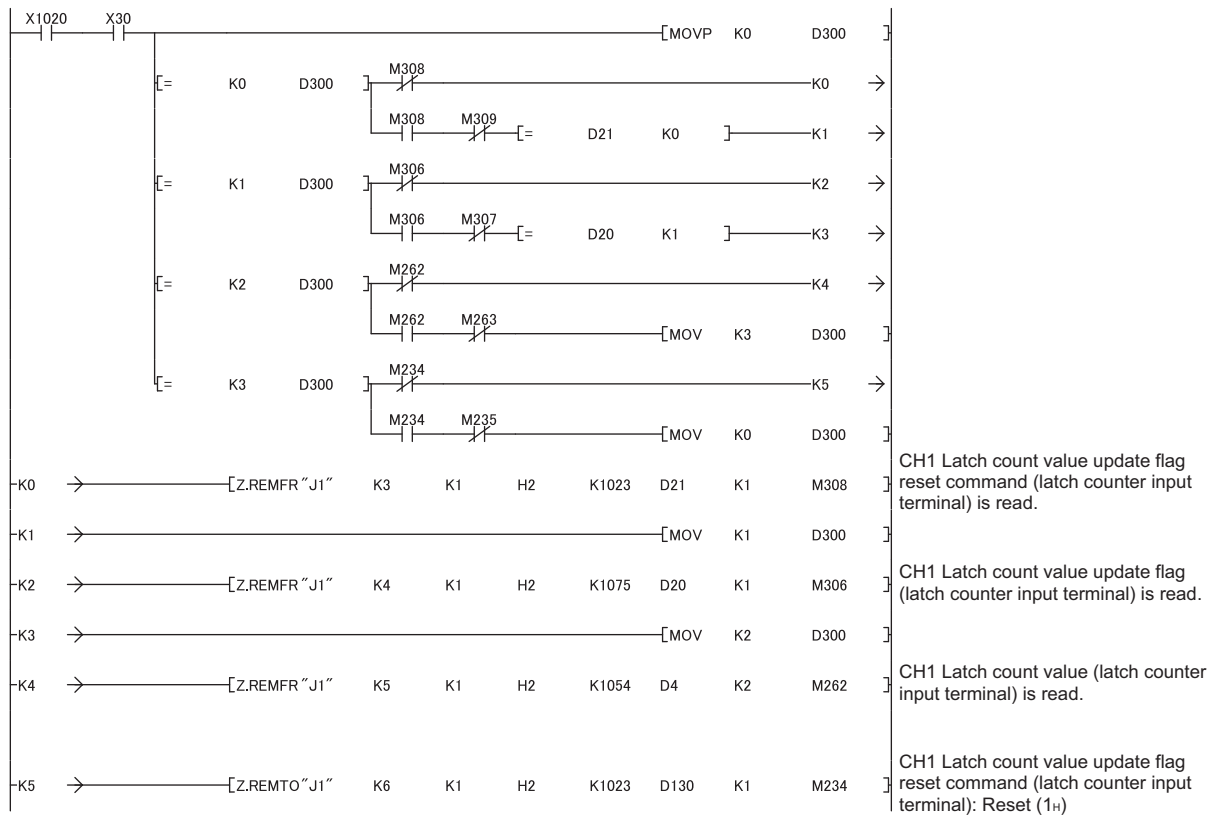 X1020 X30
[MOVP K0 D300 ]
[= K0 D300 ] M308 K0
M308 M309 [= D21 K0 ] K1
[= K1 D300 ] M306 K2
M306 M307 [= D20 K1 ] K3
[= K2 D300 ] M262 K4
M262 M263 [MOV K3 D300 ]
[= K3 D300 ] M234 K5
M234 M235 [MOV K0 D300 ]
K0 [Z.REMFR "J1" K3 K1 H2 K1023 D21 K1 M308 ]
CH1 Latch count value update flag
reset command (latch counter input
terminal) is read.
K1 [MOV K1 D300 ]
K2 [Z.REMFR "J1" K4 K1 H2 K1075 D20 K1 M306 ]
CH1 Latch count value update flag
(latch counter input terminal) is read.
K3 [MOV K2 D300 ]
K4 [Z.REMFR "J1" K5 K1 H2 K1054 D4 K2 M262 ]
CH1 Latch count value (latch counter
input terminal) is read.
K5 [Z.REMTO "J1" K6 K1 H2 K1023 D130 K1 M234 ]
CH1 Latch count value update flag
reset command (latch counter input
terminal): Reset (1H)